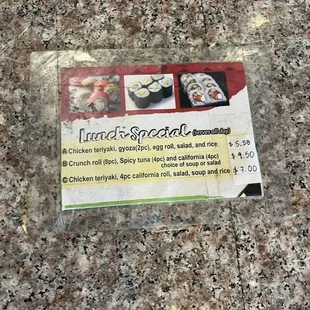 Lunch Special (serves all day)
A Chicken teriyaki, gyoza(2pc), egg roll, salad, and rice $5.50
B Crunch roll (8pc), Spicy tuna (4pc) and california (4pc) $9.50
choice of soup or salad
C Chicken teriyaki, 4pc california roll, salad, soup and rice $7.00